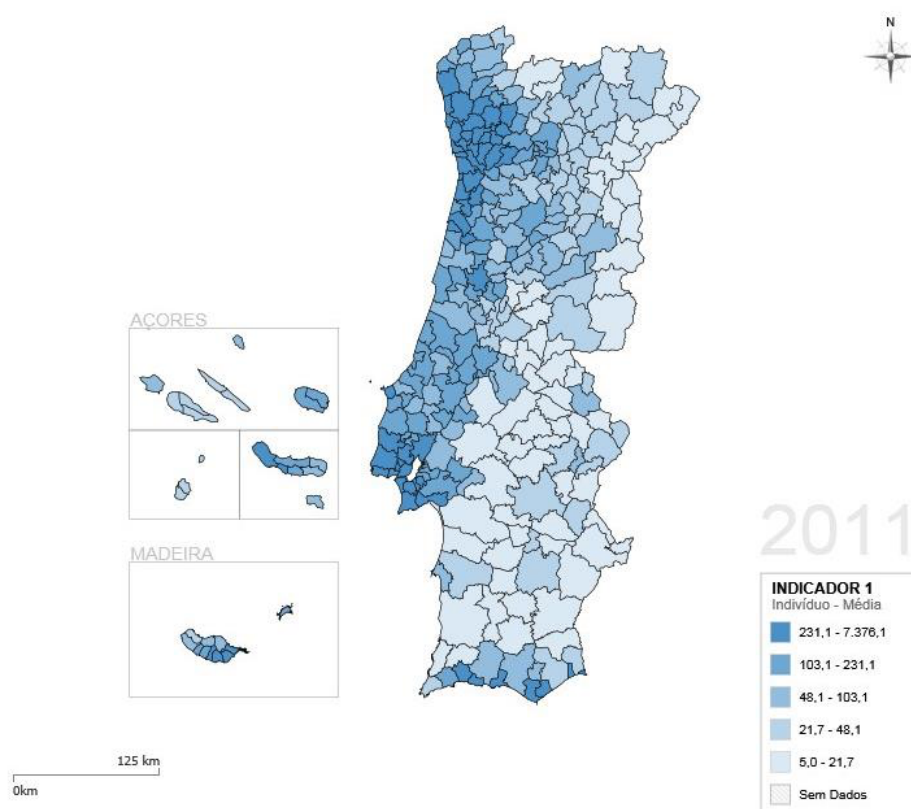 N
AÇORES
MADEIRA
125 km
0km
2011
INDICADOR 1
Indivíduo - Média
231,1 - 7.376,1
103,1 - 231,1
48,1 - 103,1
21,7 - 48,1
5,0 - 21,7
Sem Dados